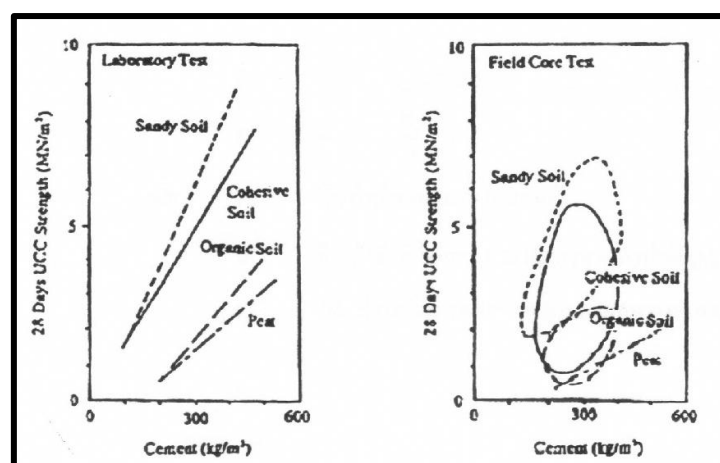 10
Laboratory Test
Sandy Soil
Cohesive
Soil
Organic Soil
Peat
5
0
0
300
600
Cement (kg/m³)
28 Days UCC Strength (MN/m²)
10
Field Core Test
Sandy Soil
Cohesive Soil
Organic Soil
Peat
5
0
0
300
600
Cement (kg/m³)
28 Days UCC Strength (MN/m²)